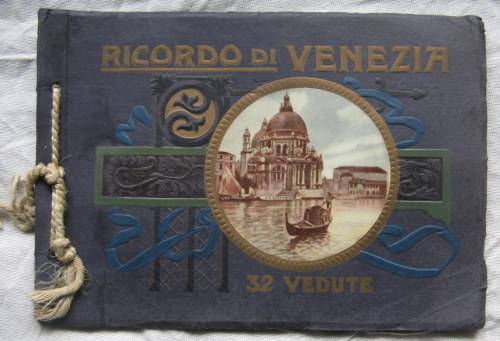 RICORDO DI VENEZIA
32 VEDUTE